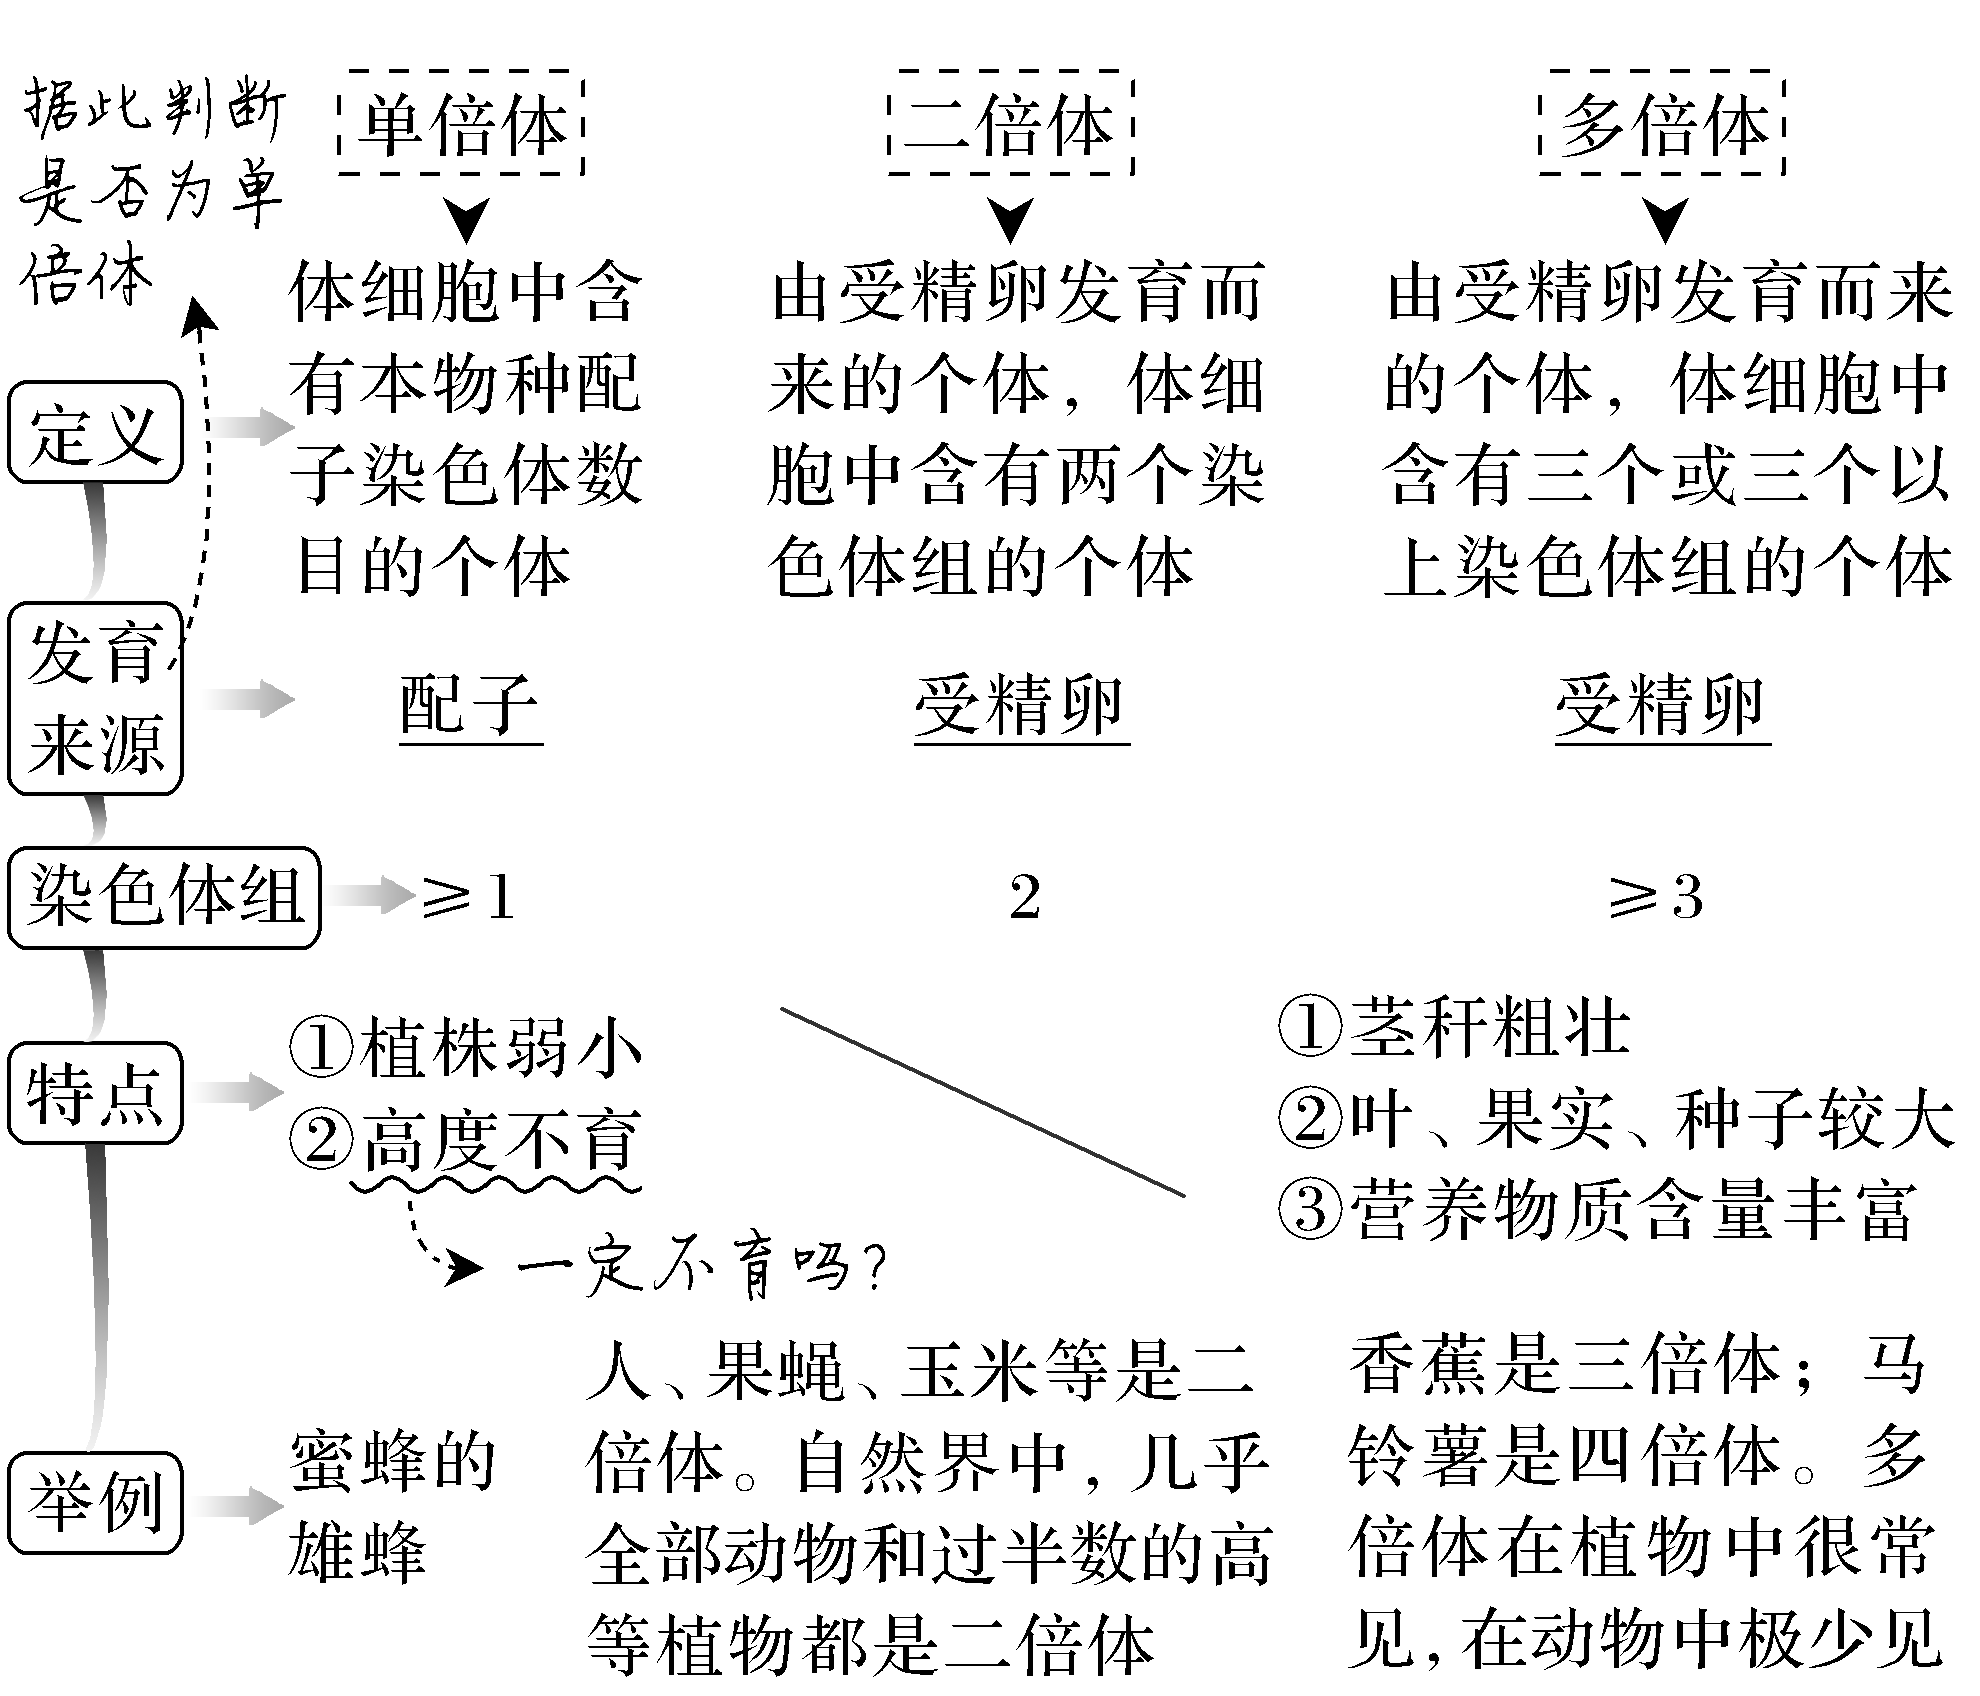 据此判断
是否为单
倍体
单倍体
二倍体
多倍体
定义
体细胞中含
有本物种配
子染色体数
目的个体
由受精卵发育而
来的个体，体细
胞中含有两个染
色体组的个体
由受精卵发育而来
的个体，体细胞中
含有三个或三个以
上染色体组的个体
发育
来源
配子
受精卵
受精卵
染色体组
≥1
2
≥3
特点
①植株弱小
②高度不育
一定不育吗？
①茎秆粗壮
②叶、果实、种子较大
③营养物质含量丰富
举例
蜜蜂的
雄蜂
人、果蝇、玉米等是二
倍体。自然界中，几乎
全部动物和过半数的高
等植物都是二倍体
香蕉是三倍体；马
铃薯是四倍体。多
倍体在植物中很常
见，在动物中极少见